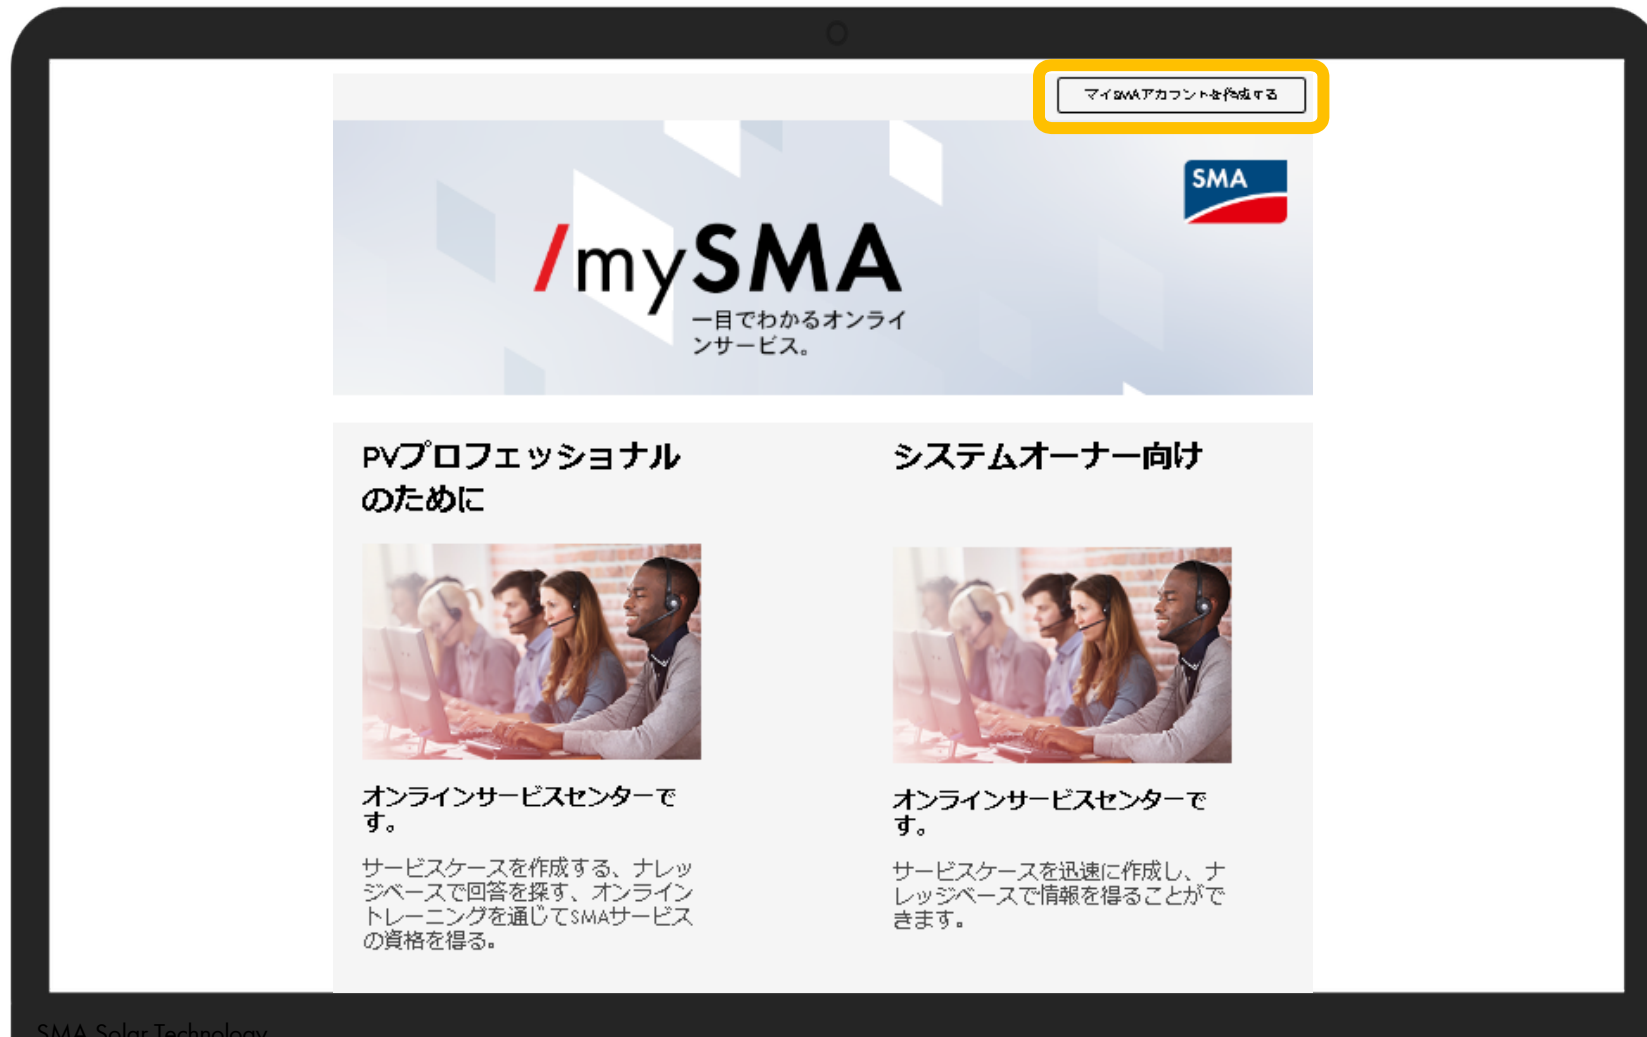 マイSMAアカウントを作成する
SMA
/mySMA
一目でわかるオンライ
ンサービス。
PVプロフェッショナル
のために
システムオーナー向け
オンラインサービスセンターで
す。
サービスケースを作成する、ナレッ
ジベースで回答を探す、オンライン
トレーニングを通じてSMAサービス
の資格を得る。
オンラインサービスセンターで
す。
サービスケースを迅速に作成し、ナ
レッジベースで情報を得ることがで
きます。
SMA Solar Technology